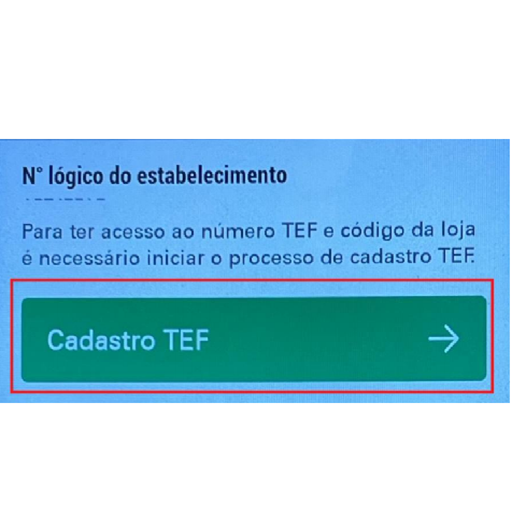 N° lógico do estabelecimento
Para ter acesso ao número TEF e código da loja
é necessário iniciar o processo de cadastro TEF.
Cadastro TEF